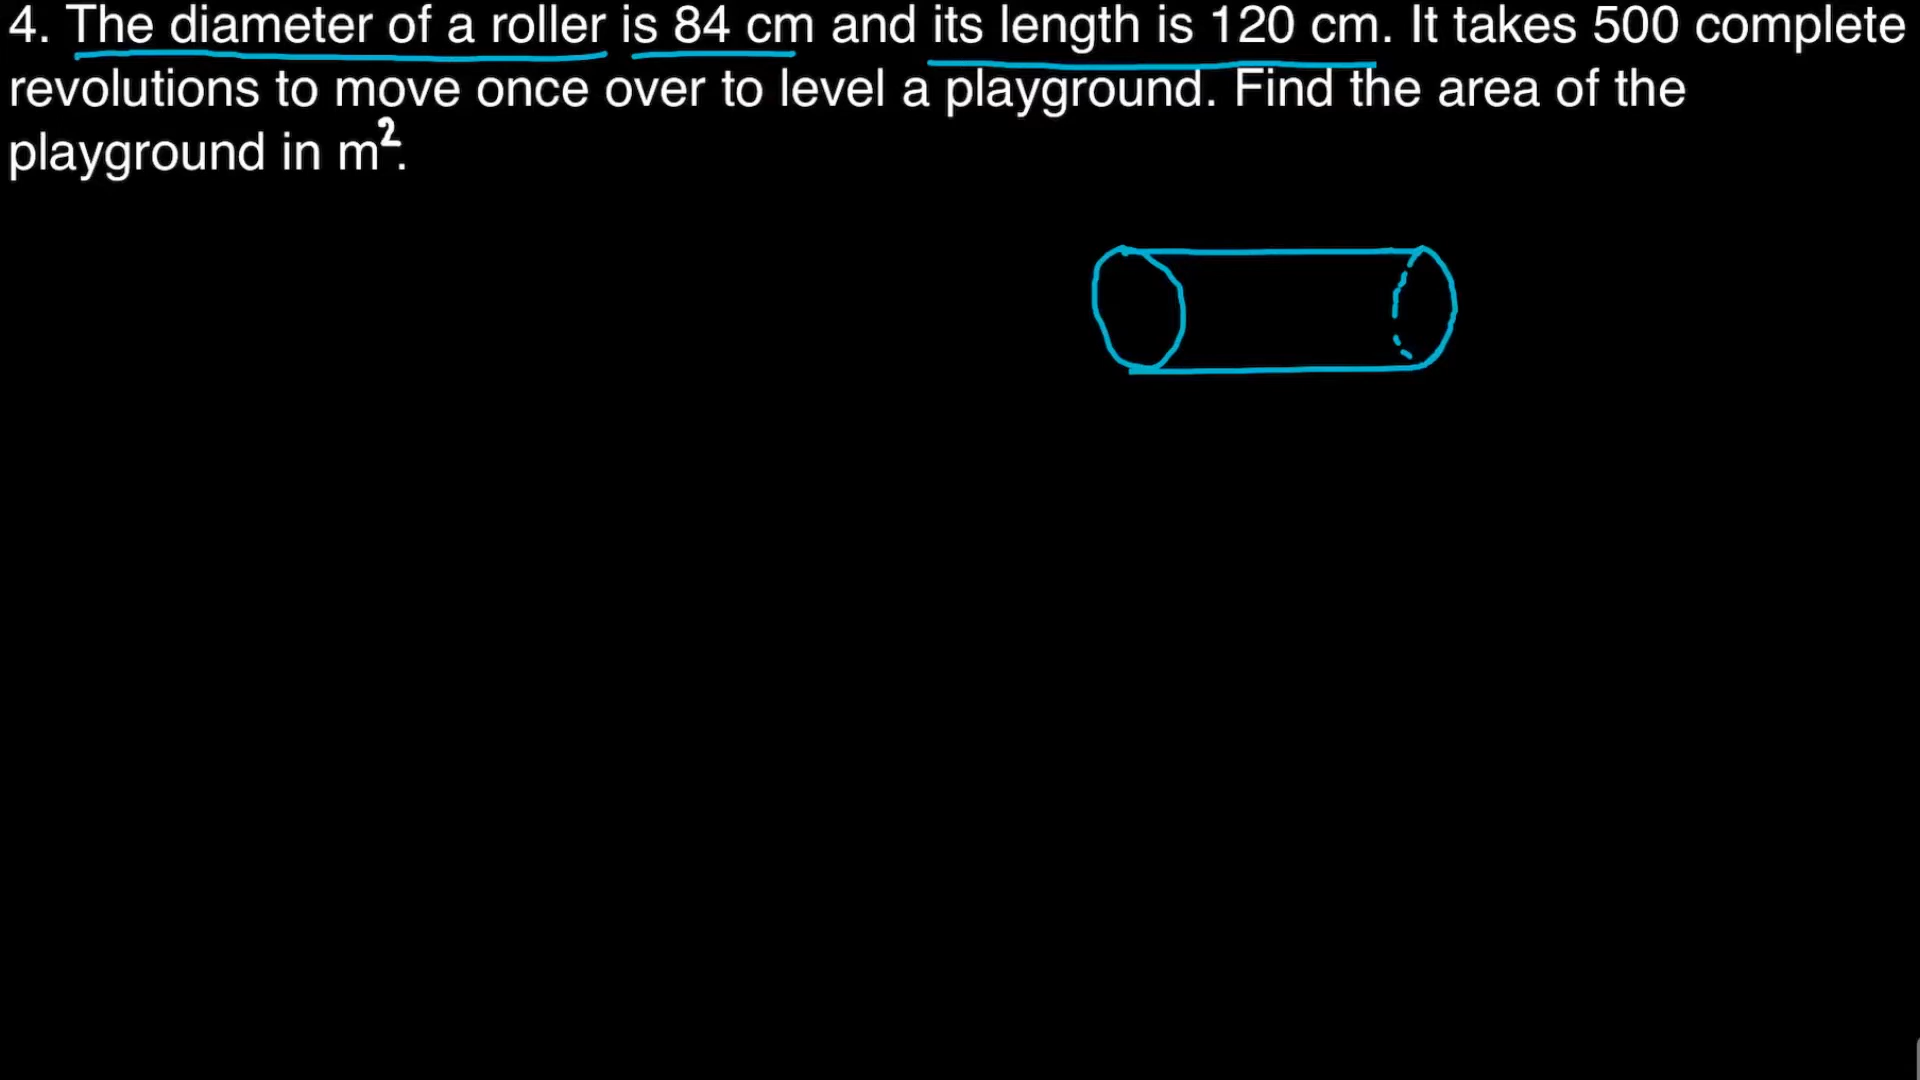 4. The diameter of a roller is 84 cm and its length is 120 cm. It takes 500 complete
revolutions to move once over to level a playground. Find the area of the
playground in m².